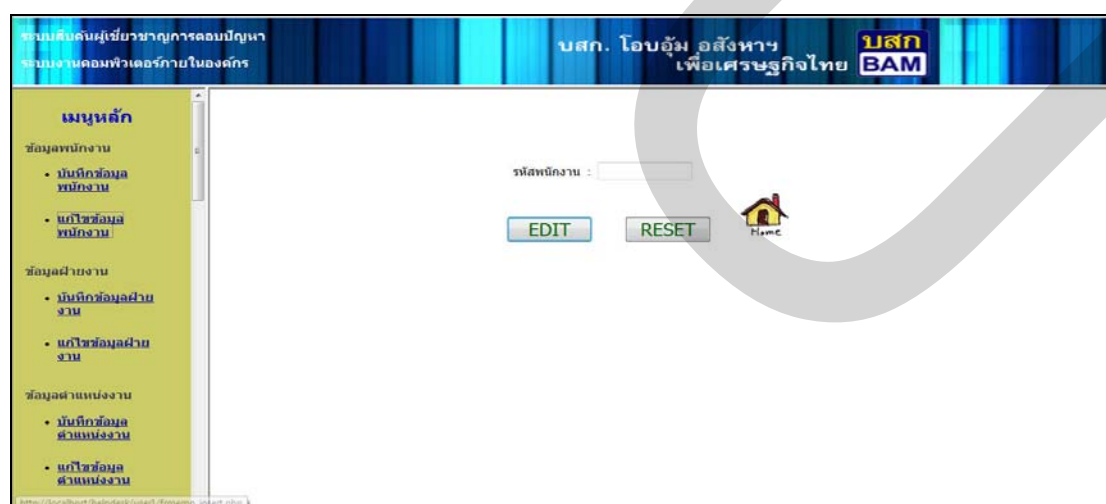 ระบบสืบค้นผู้เชี่ยวชาญการตอบปัญหา
ระบบงานคอมพิวเตอร์ภายในองค์กร
บสก. โอบอุ้ม อสังหาฯ
เพื่อเศรษฐกิจไทย
บสก
BAM
เมนูหลัก
ข้อมูลพนักงาน
• บันทึกข้อมูล
พนักงาน
• แก้ไขข้อมูล
พนักงาน
ข้อมูลฝ่ายงาน
• บันทึกข้อมูลฝ่าย
งาน
• แก้ไขข้อมูลฝ่าย
งาน
ข้อมูลตำแหน่งงาน
• บันทึกข้อมูล
ตำแหน่งงาน
• แก้ไขข้อมูล
ตำแหน่งงาน
รหัสพนักงาน :
EDIT
RESET
Home